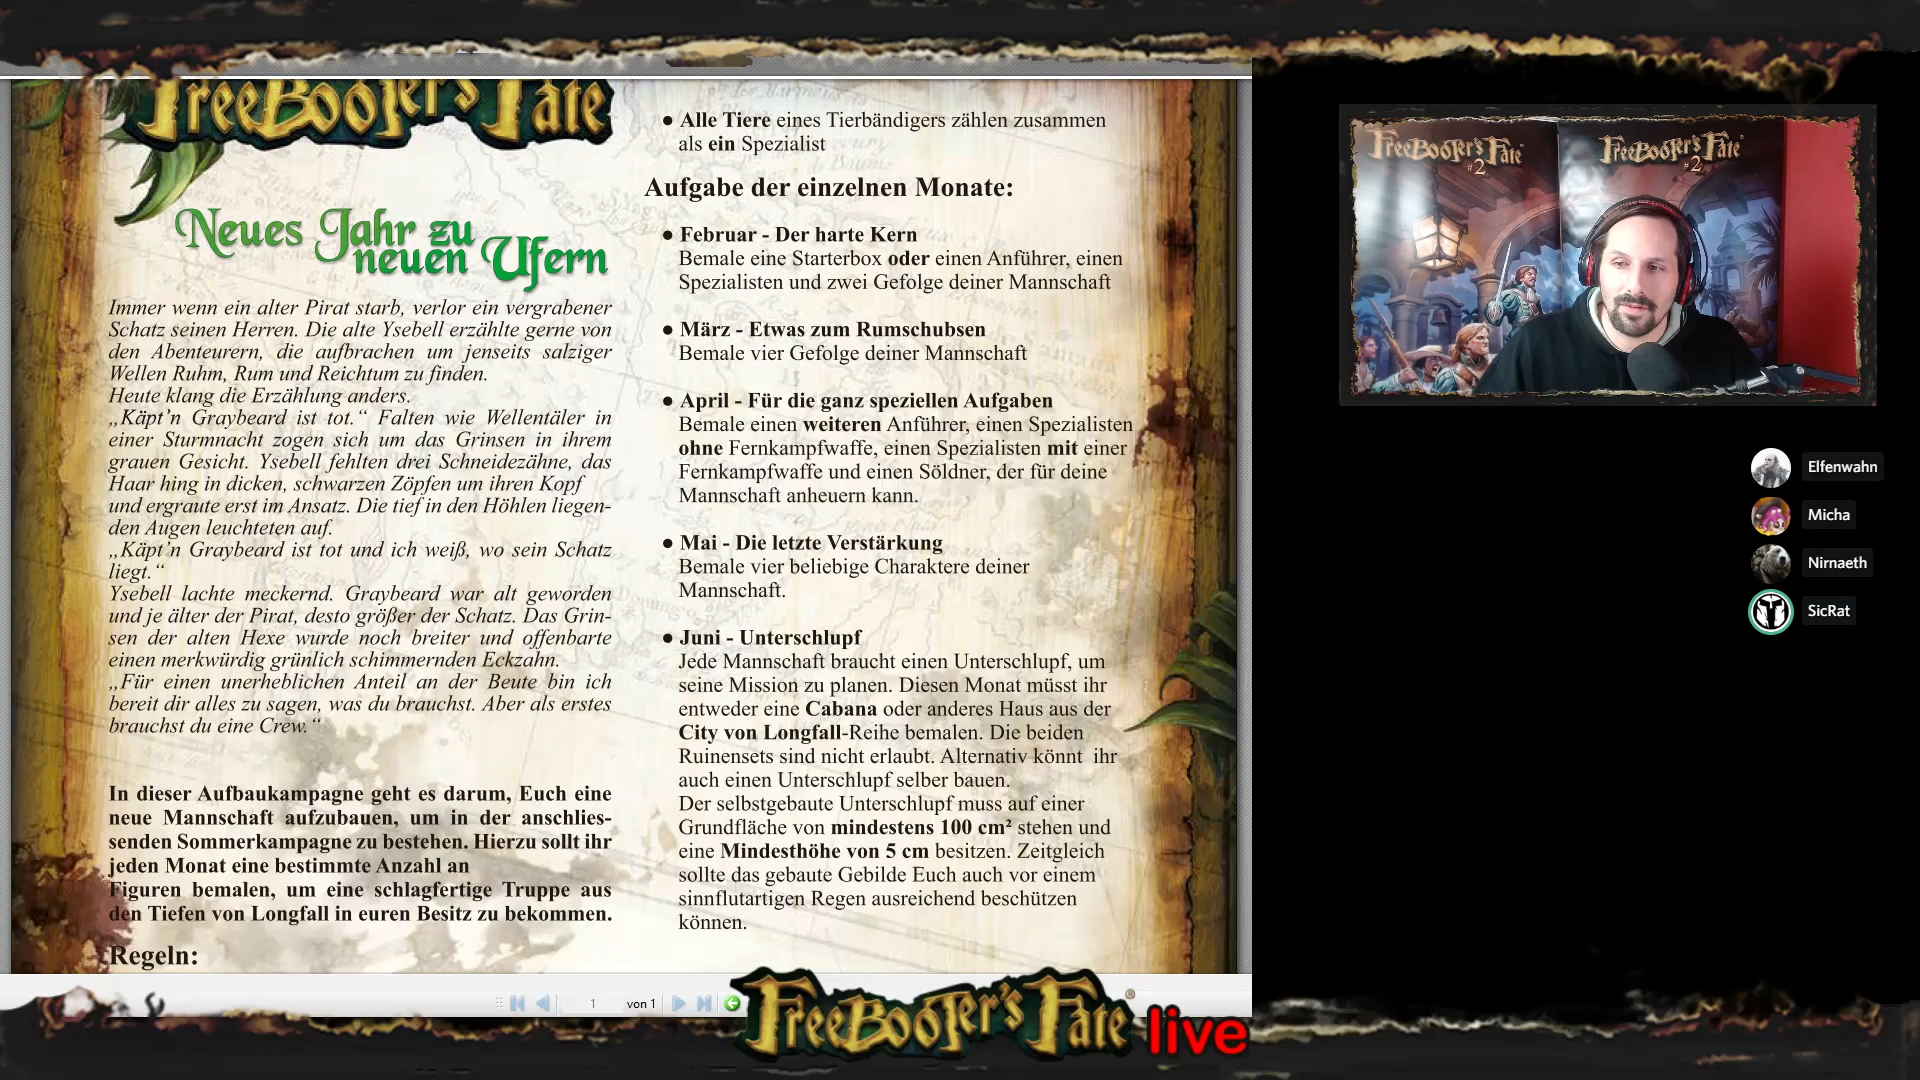 FreeBooter's Fate
Neues Jahr zu
neuen Ufern
Immer wenn ein alter Pirat starb, verlor ein vergrabener
Schatz seinen Herren. Die alte Ysebell erzählte gerne von
den Abenteurern, die aufbrachen um jenseits salziger
Wellen Ruhm, Rum und Reichtum zu finden.
Heute klang die Erzählung anders.
„Käpt’n Graybeard ist tot.“ Falten wie Wellentäler in
einer Sturmnacht zogen sich um das Grinsen in ihrem
grauen Gesicht. Ysebell fehlten drei Schneidezähne, das
Haar hing in dicken, schwarzen Zöpfen um ihren Kopf
und ergraute erst im Ansatz. Die tief in den Höhlen liegen-
den Augen leuchteten auf.
„Käpt’n Graybeard ist tot und ich weiß, wo sein Schatz
liegt.“
Ysebell lachte meckernd. Graybeard war alt geworden
und je älter der Pirat, desto größer der Schatz. Das Grin-
sen der alten Hexe wurde noch breiter und offenbarte
einen merkwürdig grünlich schimmernden Eckzahn.
„Für einen unerheblichen Anteil an der Beute bin ich
bereit dir alles zu sagen, was du brauchst. Aber als erstes
brauchst du eine Crew.“
In dieser Aufbaukampagne geht es darum, Euch eine
neue Mannschaft aufzubauen, um in der anschlies-
senden Sommerkampagne zu bestehen. Hierzu sollt ihr
jeden Monat eine bestimmte Anzahl an
Figuren bemalen, um eine schlagfertige Truppe aus
den Tiefen von Longfall in euren Besitz zu bekommen.
Regeln:
● Alle Tiere eines Tierbändigers zählen zusammen
als ein Spezialist
Aufgabe der einzelnen Monate:
● Februar - Der harte Kern
Bemale eine Starterbox oder einen Anführer, einen
Spezialisten und zwei Gefolge deiner Mannschaft
● März - Etwas zum Rumschubsen
Bemale vier Gefolge deiner Mannschaft
● April - Für die ganz speziellen Aufgaben
Bemale einen weiteren Anführer, einen Spezialisten
ohne Fernkampfwaffe, einen Spezialisten mit einer
Fernkampfwaffe und einen Söldner, der für deine
Mannschaft anheuern kann.
● Mai - Die letzte Verstärkung
Bemale vier beliebige Charaktere deiner
Mannschaft.
● Juni - Unterschlupf
Jede Mannschaft braucht einen Unterschlupf, um
seine Mission zu planen. Diesen Monat müsst ihr
entweder eine Cabana oder anderes Haus aus der
City von Longfall-Reihe bemalen. Die beiden
Ruinensets sind nicht erlaubt. Alternativ könnt ihr
auch einen Unterschlupf selber bauen.
Der selbstgebaute Unterschlupf muss auf einer
Grundfläche von mindestens 100 cm² stehen und
eine Mindesthöhe von 5 cm besitzen. Zeitgleich
sollte das gebaute Gebilde Euch auch vor einem
sinnflutartigen Regen ausreichend beschützen
können.
1 von 1
FreeBooter's Fate® live
FreeBooter's Fate
#2
FreeBooter's Fate
#2
Elfenwahn
Micha
Nirnaeth
SicRat